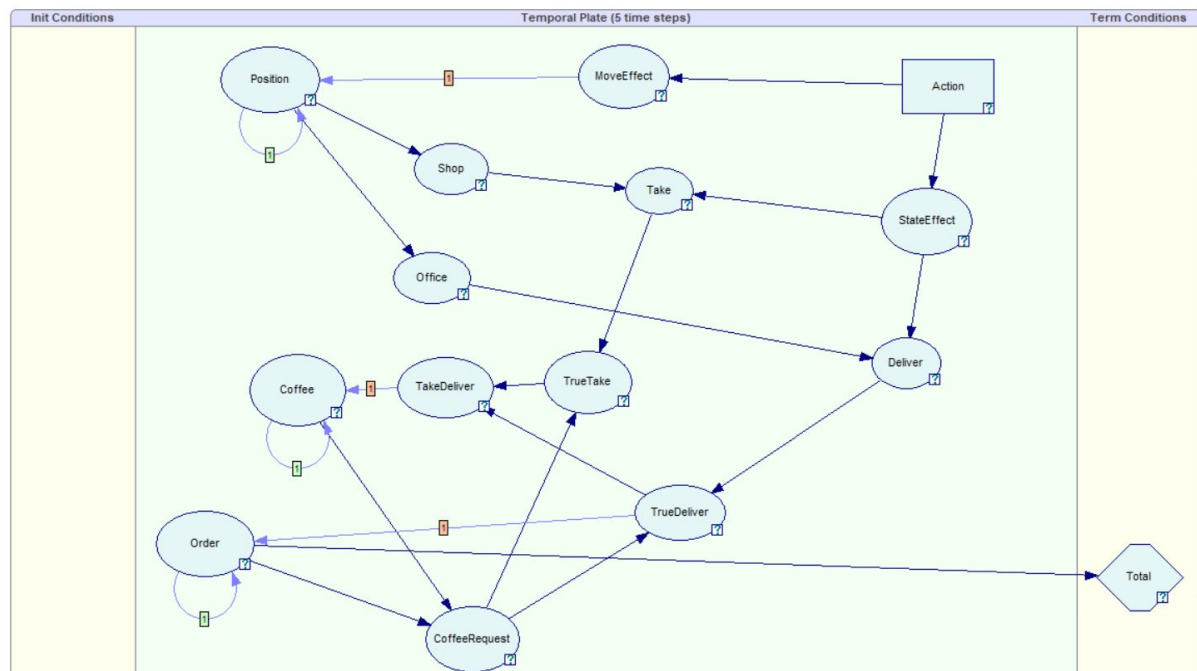 Init Conditions
Temporal Plate (5 time steps)
Term Conditions
Position
?
1
MoveEffect
?
Action
?
1
Shop
?
Take
?
StateEffect
?
Office
?
Deliver
?
Coffee
?
1
TakeDeliver
?
TrueTake
?
1
TrueDeliver
?
1
Order
?
Total
?
1
CoffeeRequest
?